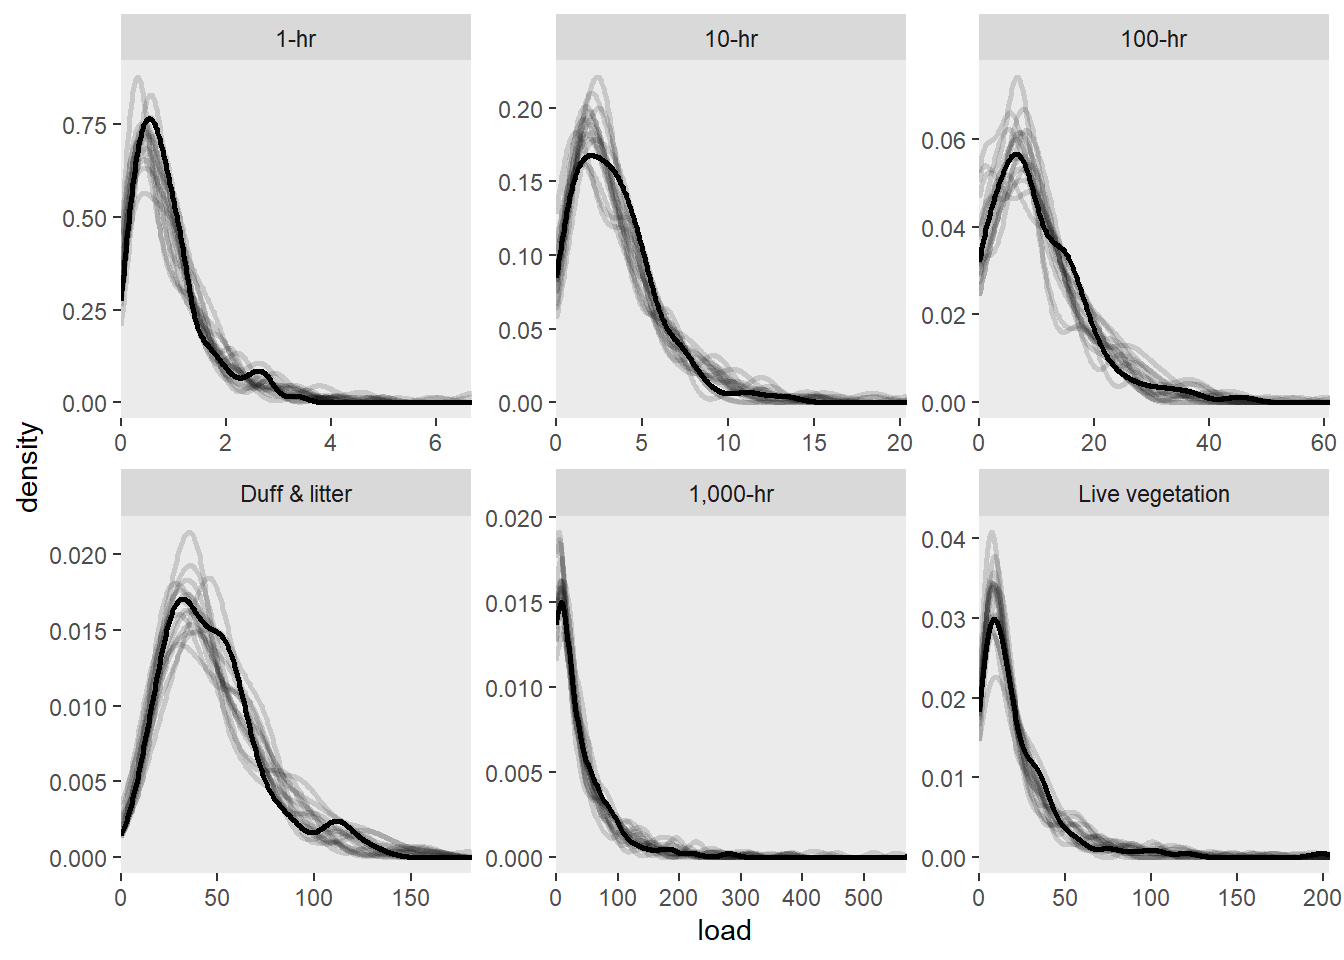 1-hr
10-hr
100-hr
0.75
0.50
0.25
0.00
0.20
0.15
0.10
0.05
0.00
0.06
0.04
0.02
0.00
0 2 4 6
0 5 10 15 20
0 20 40 60
density
Duff & litter
1,000-hr
Live vegetation
0.020
0.015
0.010
0.005
0.000
0.020
0.015
0.010
0.005
0.000
0.04
0.03
0.02
0.01
0.00
0 50 100 150
0 100 200 300 400 500
0 50 100 150 200
load